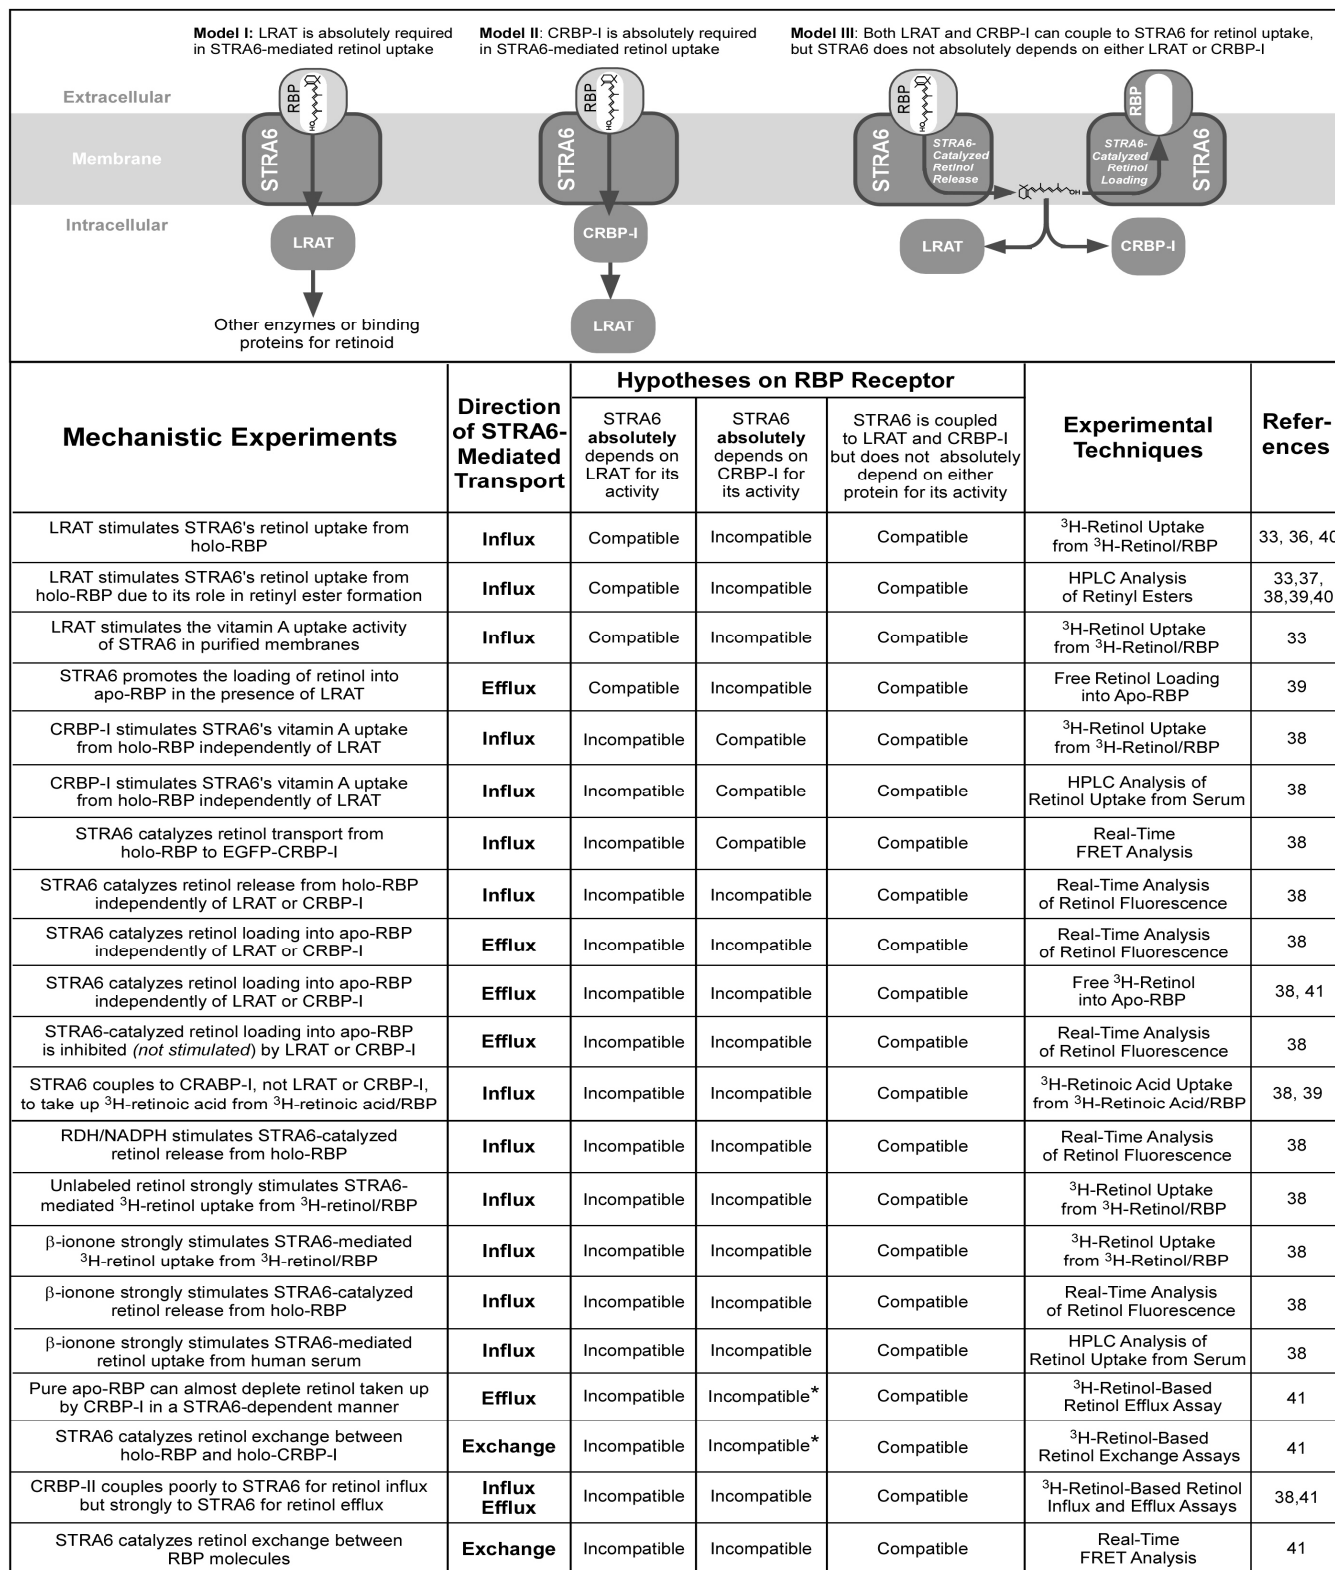 Model I: LRAT is absolutely required
in STRA6-mediated retinol uptake
Model II: CRBP-I is absolutely required
in STRA6-mediated retinol uptake
Model III: Both LRAT and CRBP-I can couple to STRA6 for retinol uptake,
but STRA6 does not absolutely depends on either LRAT or CRBP-I
Extracellular
Membrane
Intracellular
RBP
HO
STRA6
LRAT
Other enzymes or binding
proteins for retinoid
RBP
HO
STRA6
CRBP-I
LRAT
RBP
HO
STRA6
STRA6-
Catalyzed
Retinol
Release
OH
RBP
STRA6-
Catalyzed
Retinol
Loading
STRA6
LRAT
CRBP-I
Mechanistic Experiments
Direction
of STRA6-
Mediated
Transport
Hypotheses on RBP Receptor
STRA6
absolutely
depends on
LRAT for its
activity
STRA6
absolutely
depends on
CRBP-I for
its activity
STRA6 is coupled
to LRAT and CRBP-I
but does not absolutely
depend on either
protein for its activity
Experimental
Techniques
Refer-
ences
LRAT stimulates STRA6's retinol uptake from
holo-RBP
Influx
Compatible
Incompatible
Compatible
³H-Retinol Uptake
from ³H-Retinol/RBP
33, 36, 40
LRAT stimulates STRA6's retinol uptake from
holo-RBP due to its role in retinyl ester formation
Influx
Compatible
Incompatible
Compatible
HPLC Analysis
of Retinyl Esters
33,37,
38,39,40
LRAT stimulates the vitamin A uptake activity
of STRA6 in purified membranes
Influx
Compatible
Incompatible
Compatible
³H-Retinol Uptake
from ³H-Retinol/RBP
33
STRA6 promotes the loading of retinol into
apo-RBP in the presence of LRAT
Efflux
Compatible
Incompatible
Compatible
Free Retinol Loading
into Apo-RBP
39
CRBP-I stimulates STRA6's vitamin A uptake
from holo-RBP independently of LRAT
Influx
Incompatible
Compatible
Compatible
³H-Retinol Uptake
from ³H-Retinol/RBP
38
CRBP-I stimulates STRA6's vitamin A uptake
from holo-RBP independently of LRAT
Influx
Incompatible
Compatible
Compatible
HPLC Analysis of
Retinol Uptake from Serum
38
STRA6 catalyzes retinol transport from
holo-RBP to EGFP-CRBP-I
Influx
Incompatible
Compatible
Compatible
Real-Time
FRET Analysis
38
STRA6 catalyzes retinol release from holo-RBP
independently of LRAT or CRBP-I
Influx
Incompatible
Incompatible
Compatible
Real-Time Analysis
of Retinol Fluorescence
38
STRA6 catalyzes retinol loading into apo-RBP
independently of LRAT or CRBP-I
Efflux
Incompatible
Incompatible
Compatible
Real-Time Analysis
of Retinol Fluorescence
38
STRA6 catalyzes retinol loading into apo-RBP
independently of LRAT or CRBP-I
Efflux
Incompatible
Incompatible
Compatible
Free ³H-Retinol
into Apo-RBP
38, 41
STRA6-catalyzed retinol loading into apo-RBP
is inhibited (not stimulated) by LRAT or CRBP-I
Efflux
Incompatible
Incompatible
Compatible
Real-Time Analysis
of Retinol Fluorescence
38
STRA6 couples to CRABP-I, not LRAT or CRBP-I,
to take up ³H-retinoic acid from ³H-retinoic acid/RBP
Influx
Incompatible
Incompatible
Compatible
³H-Retinoic Acid Uptake
from ³H-Retinoic Acid/RBP
38, 39
RDH/NADPH stimulates STRA6-catalyzed
retinol release from holo-RBP
Influx
Incompatible
Incompatible
Compatible
Real-Time Analysis
of Retinol Fluorescence
38
Unlabeled retinol strongly stimulates STRA6-
mediated ³H-retinol uptake from ³H-retinol/RBP
Influx
Incompatible
Incompatible
Compatible
³H-Retinol Uptake
from ³H-Retinol/RBP
38
β-ionone strongly stimulates STRA6-mediated
³H-retinol uptake from ³H-retinol/RBP
Influx
Incompatible
Incompatible
Compatible
³H-Retinol Uptake
from ³H-Retinol/RBP
38
β-ionone strongly stimulates STRA6-catalyzed
retinol release from holo-RBP
Influx
Incompatible
Incompatible
Compatible
Real-Time Analysis
of Retinol Fluorescence
38
β-ionone strongly stimulates STRA6-mediated
retinol uptake from human serum
Influx
Incompatible
Incompatible
Compatible
HPLC Analysis of
Retinol Uptake from Serum
38
Pure apo-RBP can almost deplete retinol taken up
by CRBP-I in a STRA6-dependent manner
Efflux
Incompatible
Incompatible*
Compatible
³H-Retinol-Based
Retinol Efflux Assay
41
STRA6 catalyzes retinol exchange between
holo-RBP and holo-CRBP-I
Exchange
Incompatible
Incompatible*
Compatible
³H-Retinol-Based
Retinol Exchange Assays
41
CRBP-II couples poorly to STRA6 for retinol influx
but strongly to STRA6 for retinol efflux
Influx
Efflux
Incompatible
Incompatible
Compatible
³H-Retinol-Based Retinol
Influx and Efflux Assays
38,41
STRA6 catalyzes retinol exchange between
RBP molecules
Exchange
Incompatible
Incompatible
Compatible
Real-Time
FRET Analysis
41